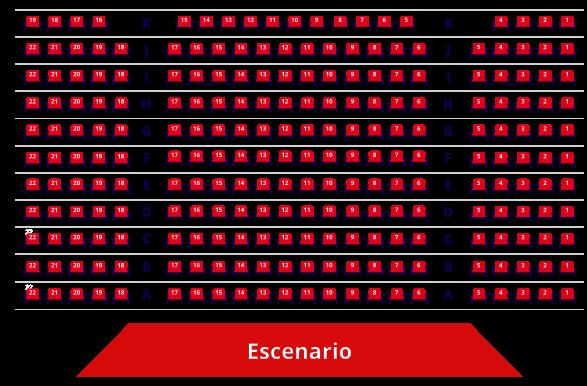 19 18 17 16 K 15 14 13 12 11 10 9 8 7 6 5 K 4 3 2 1
22 21 20 19 18 J 17 16 15 14 13 12 11 10 9 8 7 6 J 5 4 3 2 1
22 21 20 19 18 I 17 16 15 14 13 12 11 10 9 8 7 6 I 5 4 3 2 1
22 21 20 19 18 H 17 16 15 14 13 12 11 10 9 8 7 6 H 5 4 3 2 1
22 21 20 19 18 G 17 16 15 14 13 12 11 10 9 8 7 6 G 5 4 3 2 1
22 21 20 19 18 F 17 16 15 14 13 12 11 10 9 8 7 6 F 5 4 3 2 1
22 21 20 19 18 E 17 16 15 14 13 12 11 10 9 8 7 6 E 5 4 3 2 1
22 21 20 19 18 D 17 16 15 14 13 12 11 10 9 8 7 6 D 5 4 3 2 1
22 21 20 19 18 C 17 16 15 14 13 12 11 10 9 8 7 6 C 5 4 3 2 1
22 21 20 19 18 B 17 16 15 14 13 12 11 10 9 8 7 6 B 5 4 3 2 1
22 21 20 19 18 A 17 16 15 14 13 12 11 10 9 8 7 6 A 5 4 3 2 1
Escenario